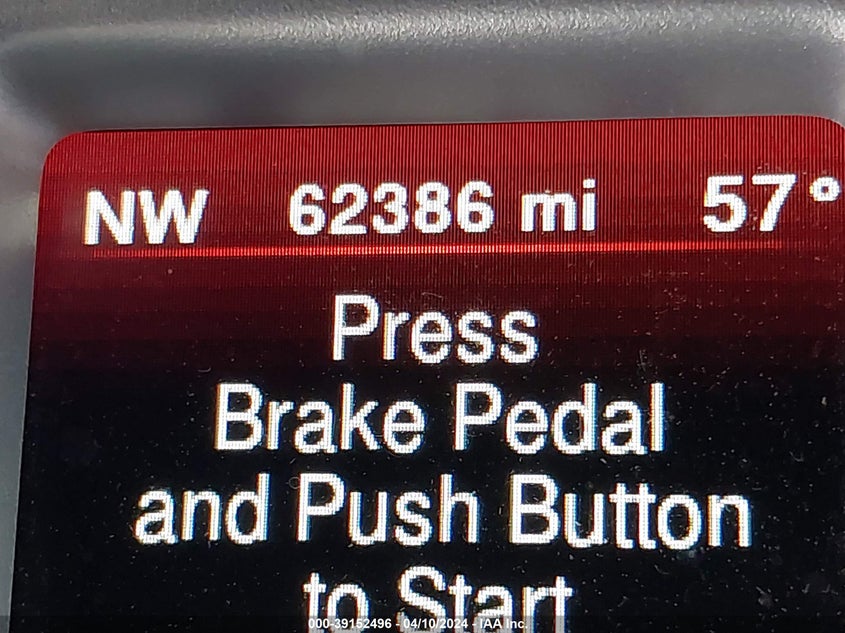 NW 62386 mi 57°
Press
Brake Pedal
and Push Button
to Start
000-39152496 - 04/10/2024 - IAA Inc.